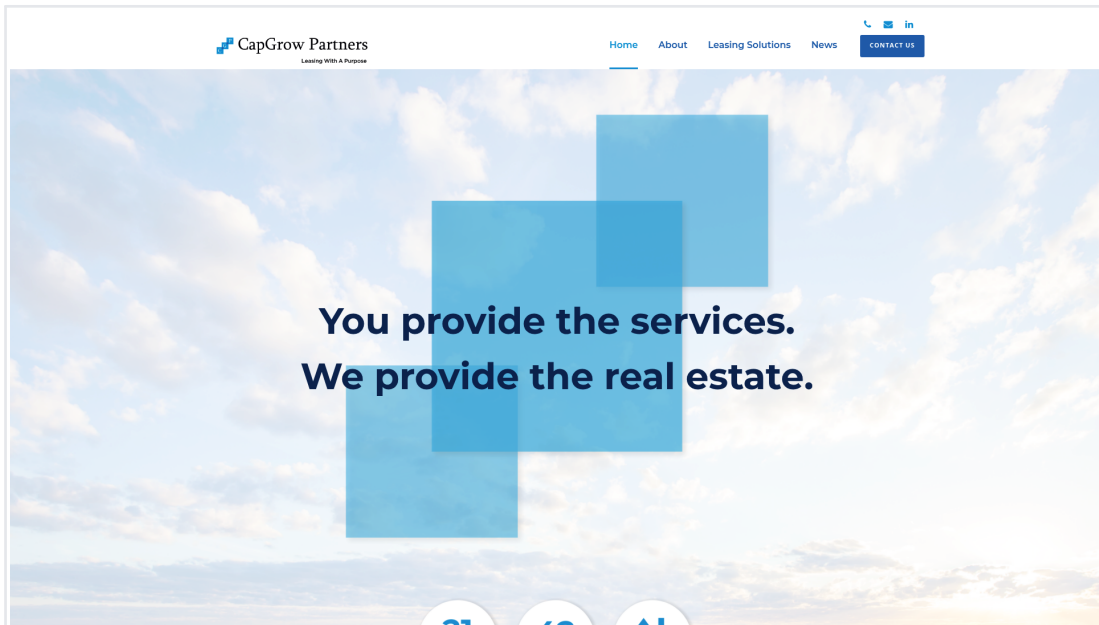 CapGrow Partners
Leasing With A Purpose
Home About Leasing Solutions News CONTACT US
You provide the services.
We provide the real estate.